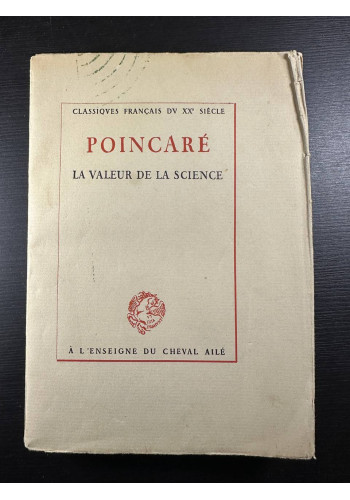 CLASSIQVES FRANÇAIS DV XXe SIÈCLE
POINCARÉ
LA VALEUR DE LA SCIENCE
À L'ENSEIGNE DU CHEVAL AILÉ